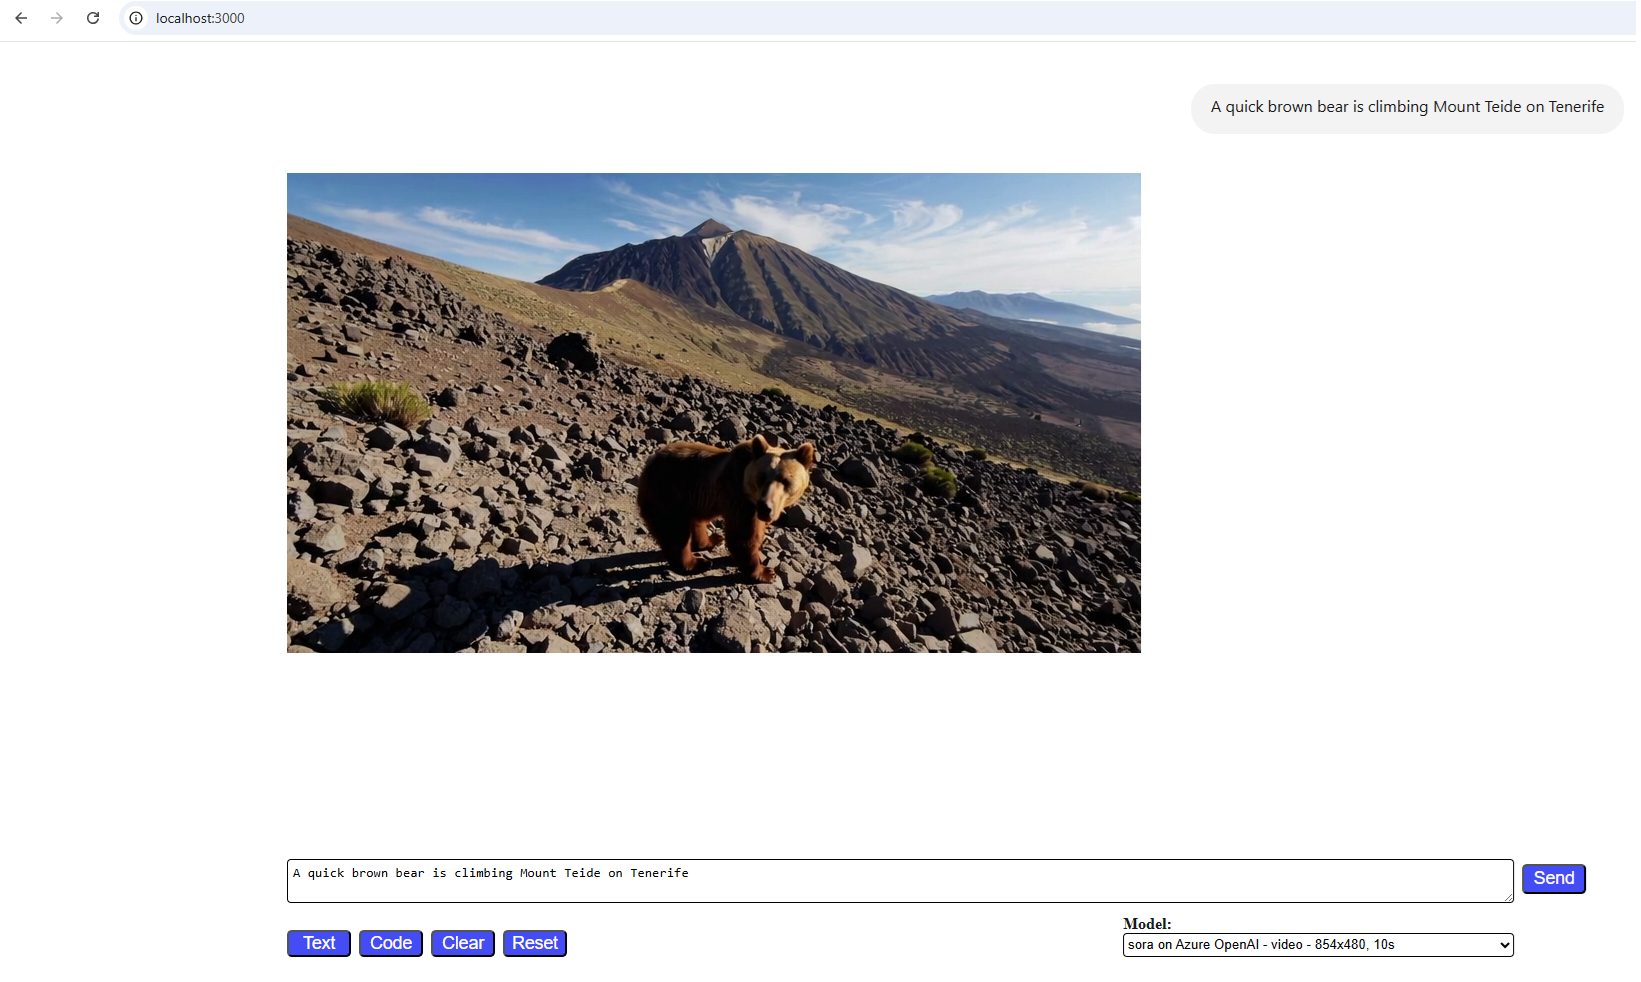 localhost:3000
A quick brown bear is climbing Mount Teide on Tenerife
A quick brown bear is climbing Mount Teide on Tenerife
Send
Text Code Clear Reset
Model:
sora on Azure OpenAI - video - 854x480, 10s